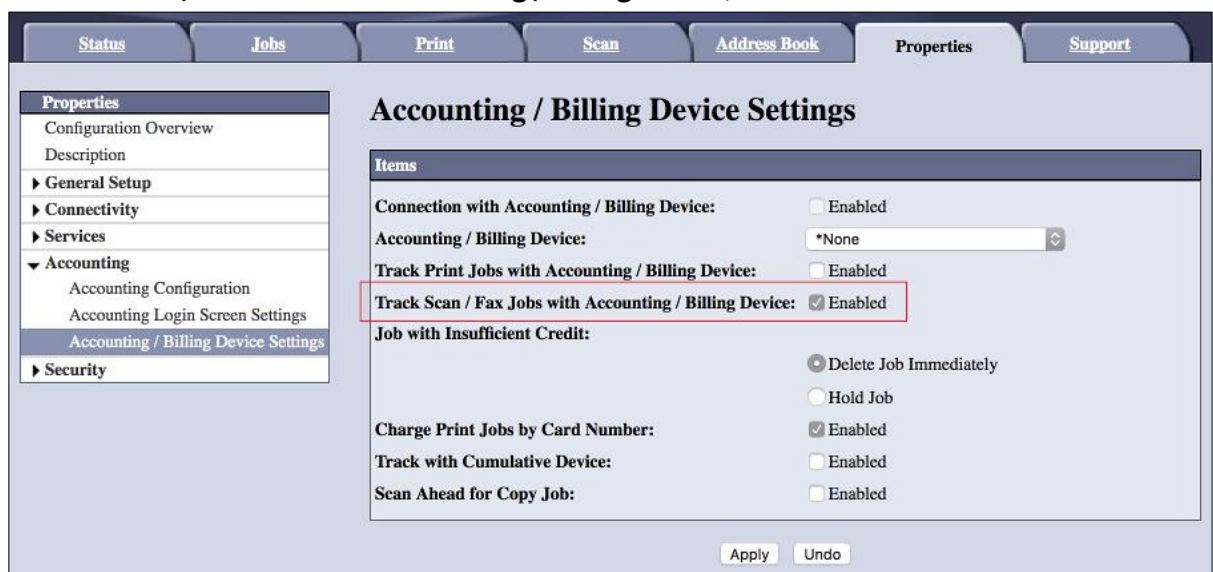 Status Jobs Print Scan Address Book Properties Support
Properties
Configuration Overview
Description
General Setup
Connectivity
Services
Accounting
Accounting Configuration
Accounting Login Screen Settings
Accounting / Billing Device Settings
Security
Accounting / Billing Device Settings
Items
Connection with Accounting / Billing Device: Enabled
Accounting / Billing Device: *None
Track Print Jobs with Accounting / Billing Device: Enabled
Track Scan / Fax Jobs with Accounting / Billing Device: Enabled
Job with Insufficient Credit:
Delete Job Immediately
Hold Job
Charge Print Jobs by Card Number: Enabled
Track with Cumulative Device: Enabled
Scan Ahead for Copy Job: Enabled
Apply Undo